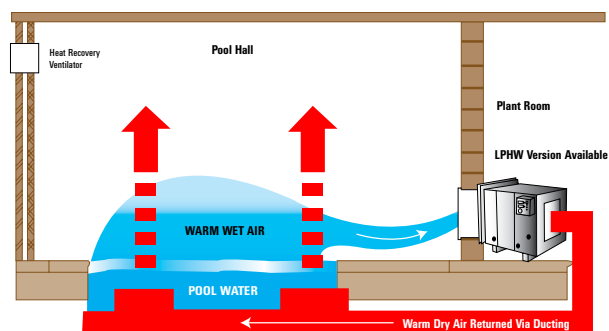 Heat Recovery
Ventilator
Pool Hall
Plant Room
LPHW Version Available
WARM WET AIR
POOL WATER
Warm Dry Air Returned Via Ducting